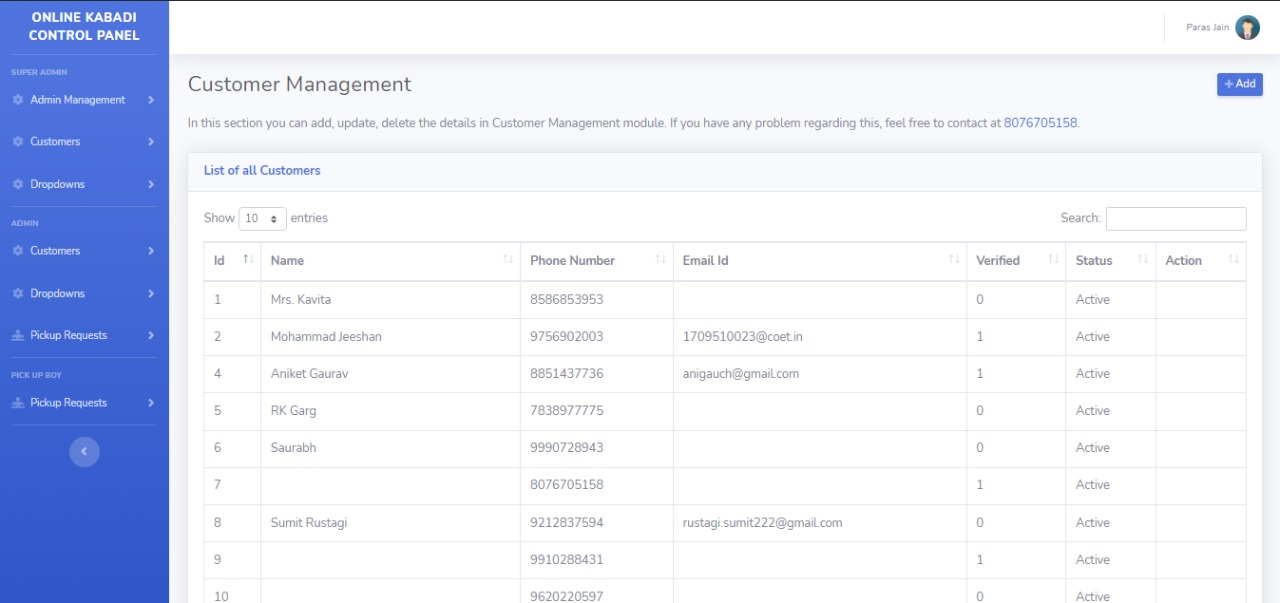 ONLINE KABADI
CONTROL PANEL
SUPER ADMIN
Admin Management
Customers
Dropdowns
ADMIN
Customers
Dropdowns
Pickup Requests
PICK UP BOY
Pickup Requests
Paras Jain
Customer Management
+ Add
In this section you can add, update, delete the details in Customer Management module. If you have any problem regarding this, feel free to contact at 8076705158.
List of all Customers
Show 10 entries Search:
Id Name Phone Number Email Id Verified Status Action
1 Mrs. Kavita 8586853953 0 Active
2 Mohammad Jeeshan 9756902003 1709510023@coet.in 1 Active
4 Aniket Gaurav 8851437736 anigauch@gmail.com 1 Active
5 RK Garg 7838977775 0 Active
6 Saurabh 9990728943 0 Active
7 8076705158 1 Active
8 Sumit Rustagi 9212837594 rustagi.sumit222@gmail.com 0 Active
9 9910288431 1 Active
10 9620220597 0 Active